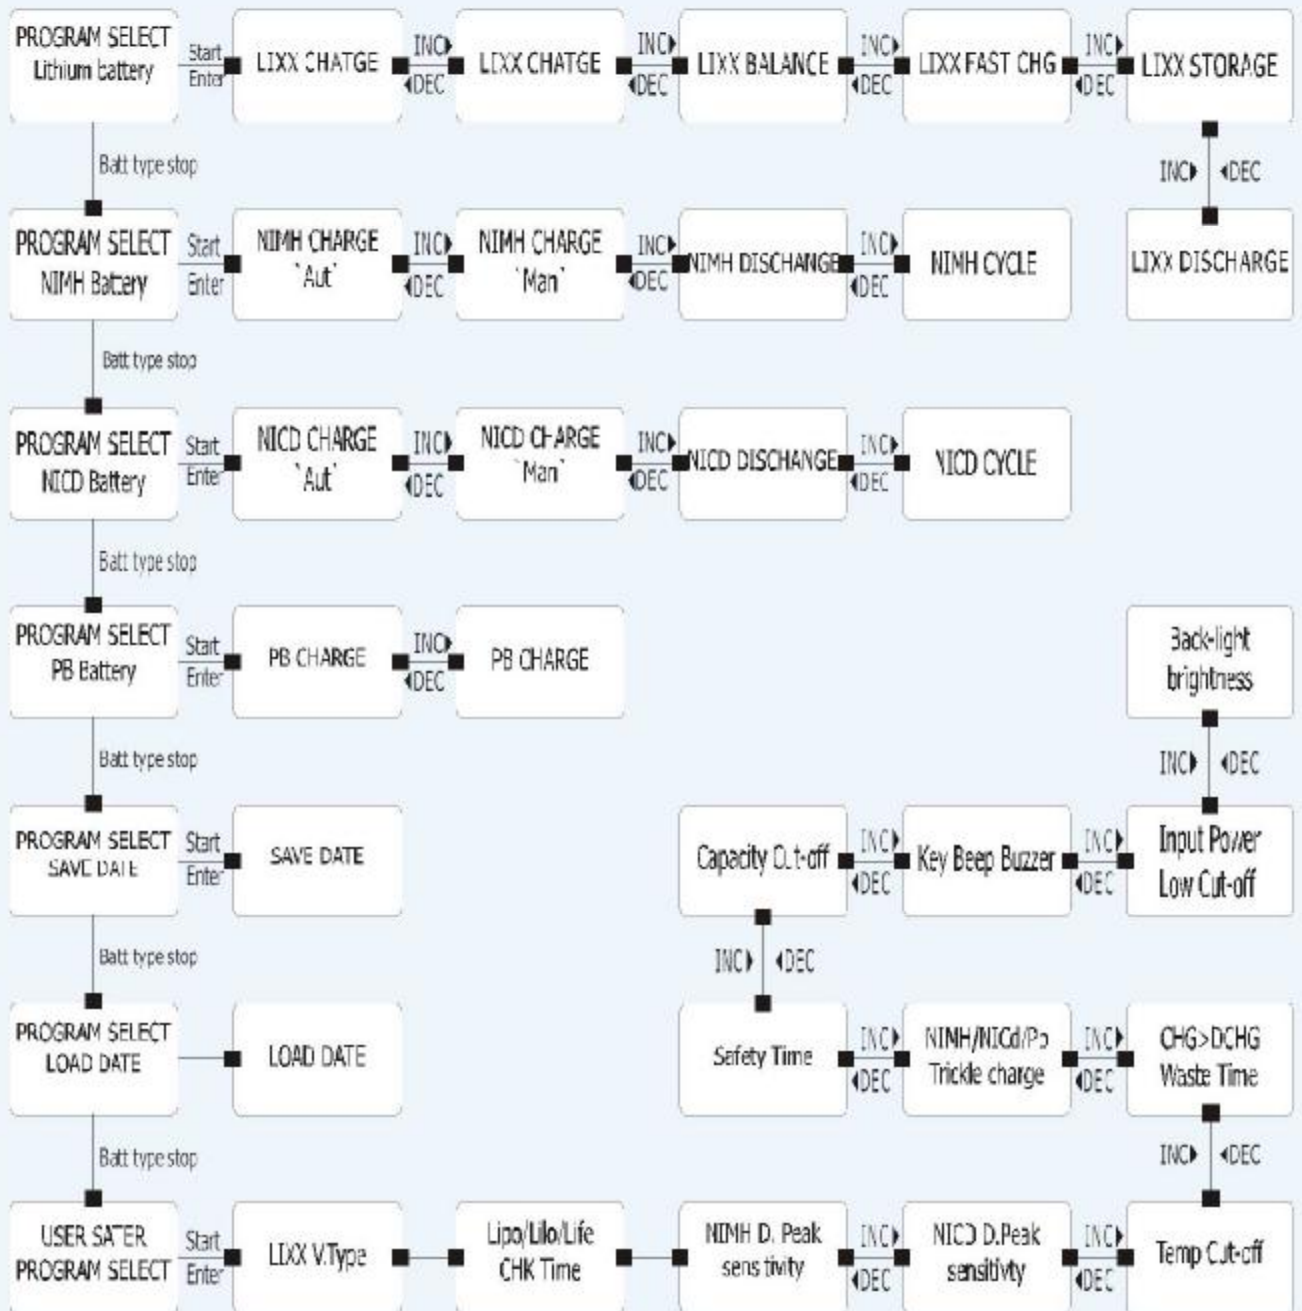 PROGRAM SELECT
Lithium battery
Start
Enter
LIXX CHATGE
INC
DEC
LIXX CHATGE
INC
DEC
LIXX BALANCE
INC
DEC
LIXX FAST CHG
INC
DEC
LIXX STORAGE
Batt type stop
INC DEC
PROGRAM SELECT
NIMH Battery
Start
Enter
NIMH CHARGE
`Aut`
INC
DEC
NIMH CHARGE
`Man`
INC
DEC
NIMH DISCHANGE
INC
DEC
NIMH CYCLE
LIXX DISCHARGE
Batt type stop
PROGRAM SELECT
NICD Battery
Start
Enter
NICD CHARGE
`Aut`
INC
DEC
NICD CHARGE
`Man`
INC
DEC
NICD DISCHANGE
INC
DEC
NICD CYCLE
Batt type stop
PROGRAM SELECT
PB Battery
Start
Enter
PB CHARGE
INC
DEC
PB CHARGE
Back-light
brightness
Batt type stop
INC DEC
PROGRAM SELECT
SAVE DATE
Start
Enter
SAVE DATE
Capacity Cut-off
INC
DEC
Key Beep Buzzer
INC
DEC
Input Power
Low Cut-off
Batt type stop
INC DEC
PROGRAM SELECT
LOAD DATE
LOAD DATE
Safety Time
INC
DEC
NIMH/NICd/Pb
Trickle charge
INC
DEC
CHG>DCHG
Waste Time
Batt type stop
INC DEC
USER SATER
PROGRAM SELECT
Start
Enter
LIXX V.Type
Lipo/Lilo/Life
CHK Time
NIMH D. Peak
sensitivity
INC
DEC
NICD D.Peak
sensitivty
INC
DEC
Temp Cut-off